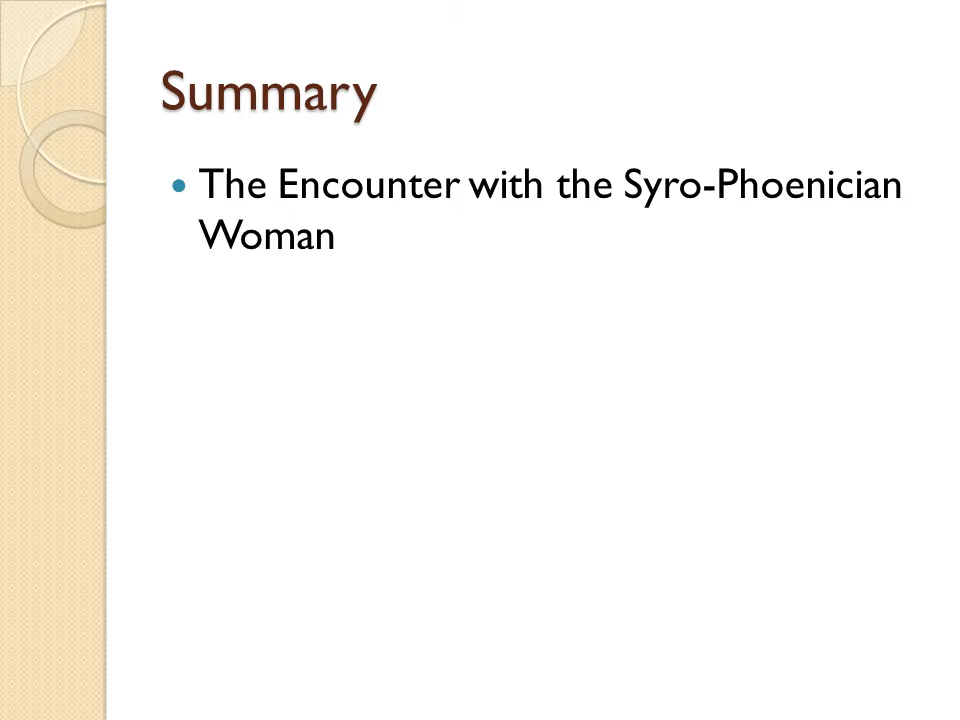 Summary
• The Encounter with the Syro-Phoenician
Woman